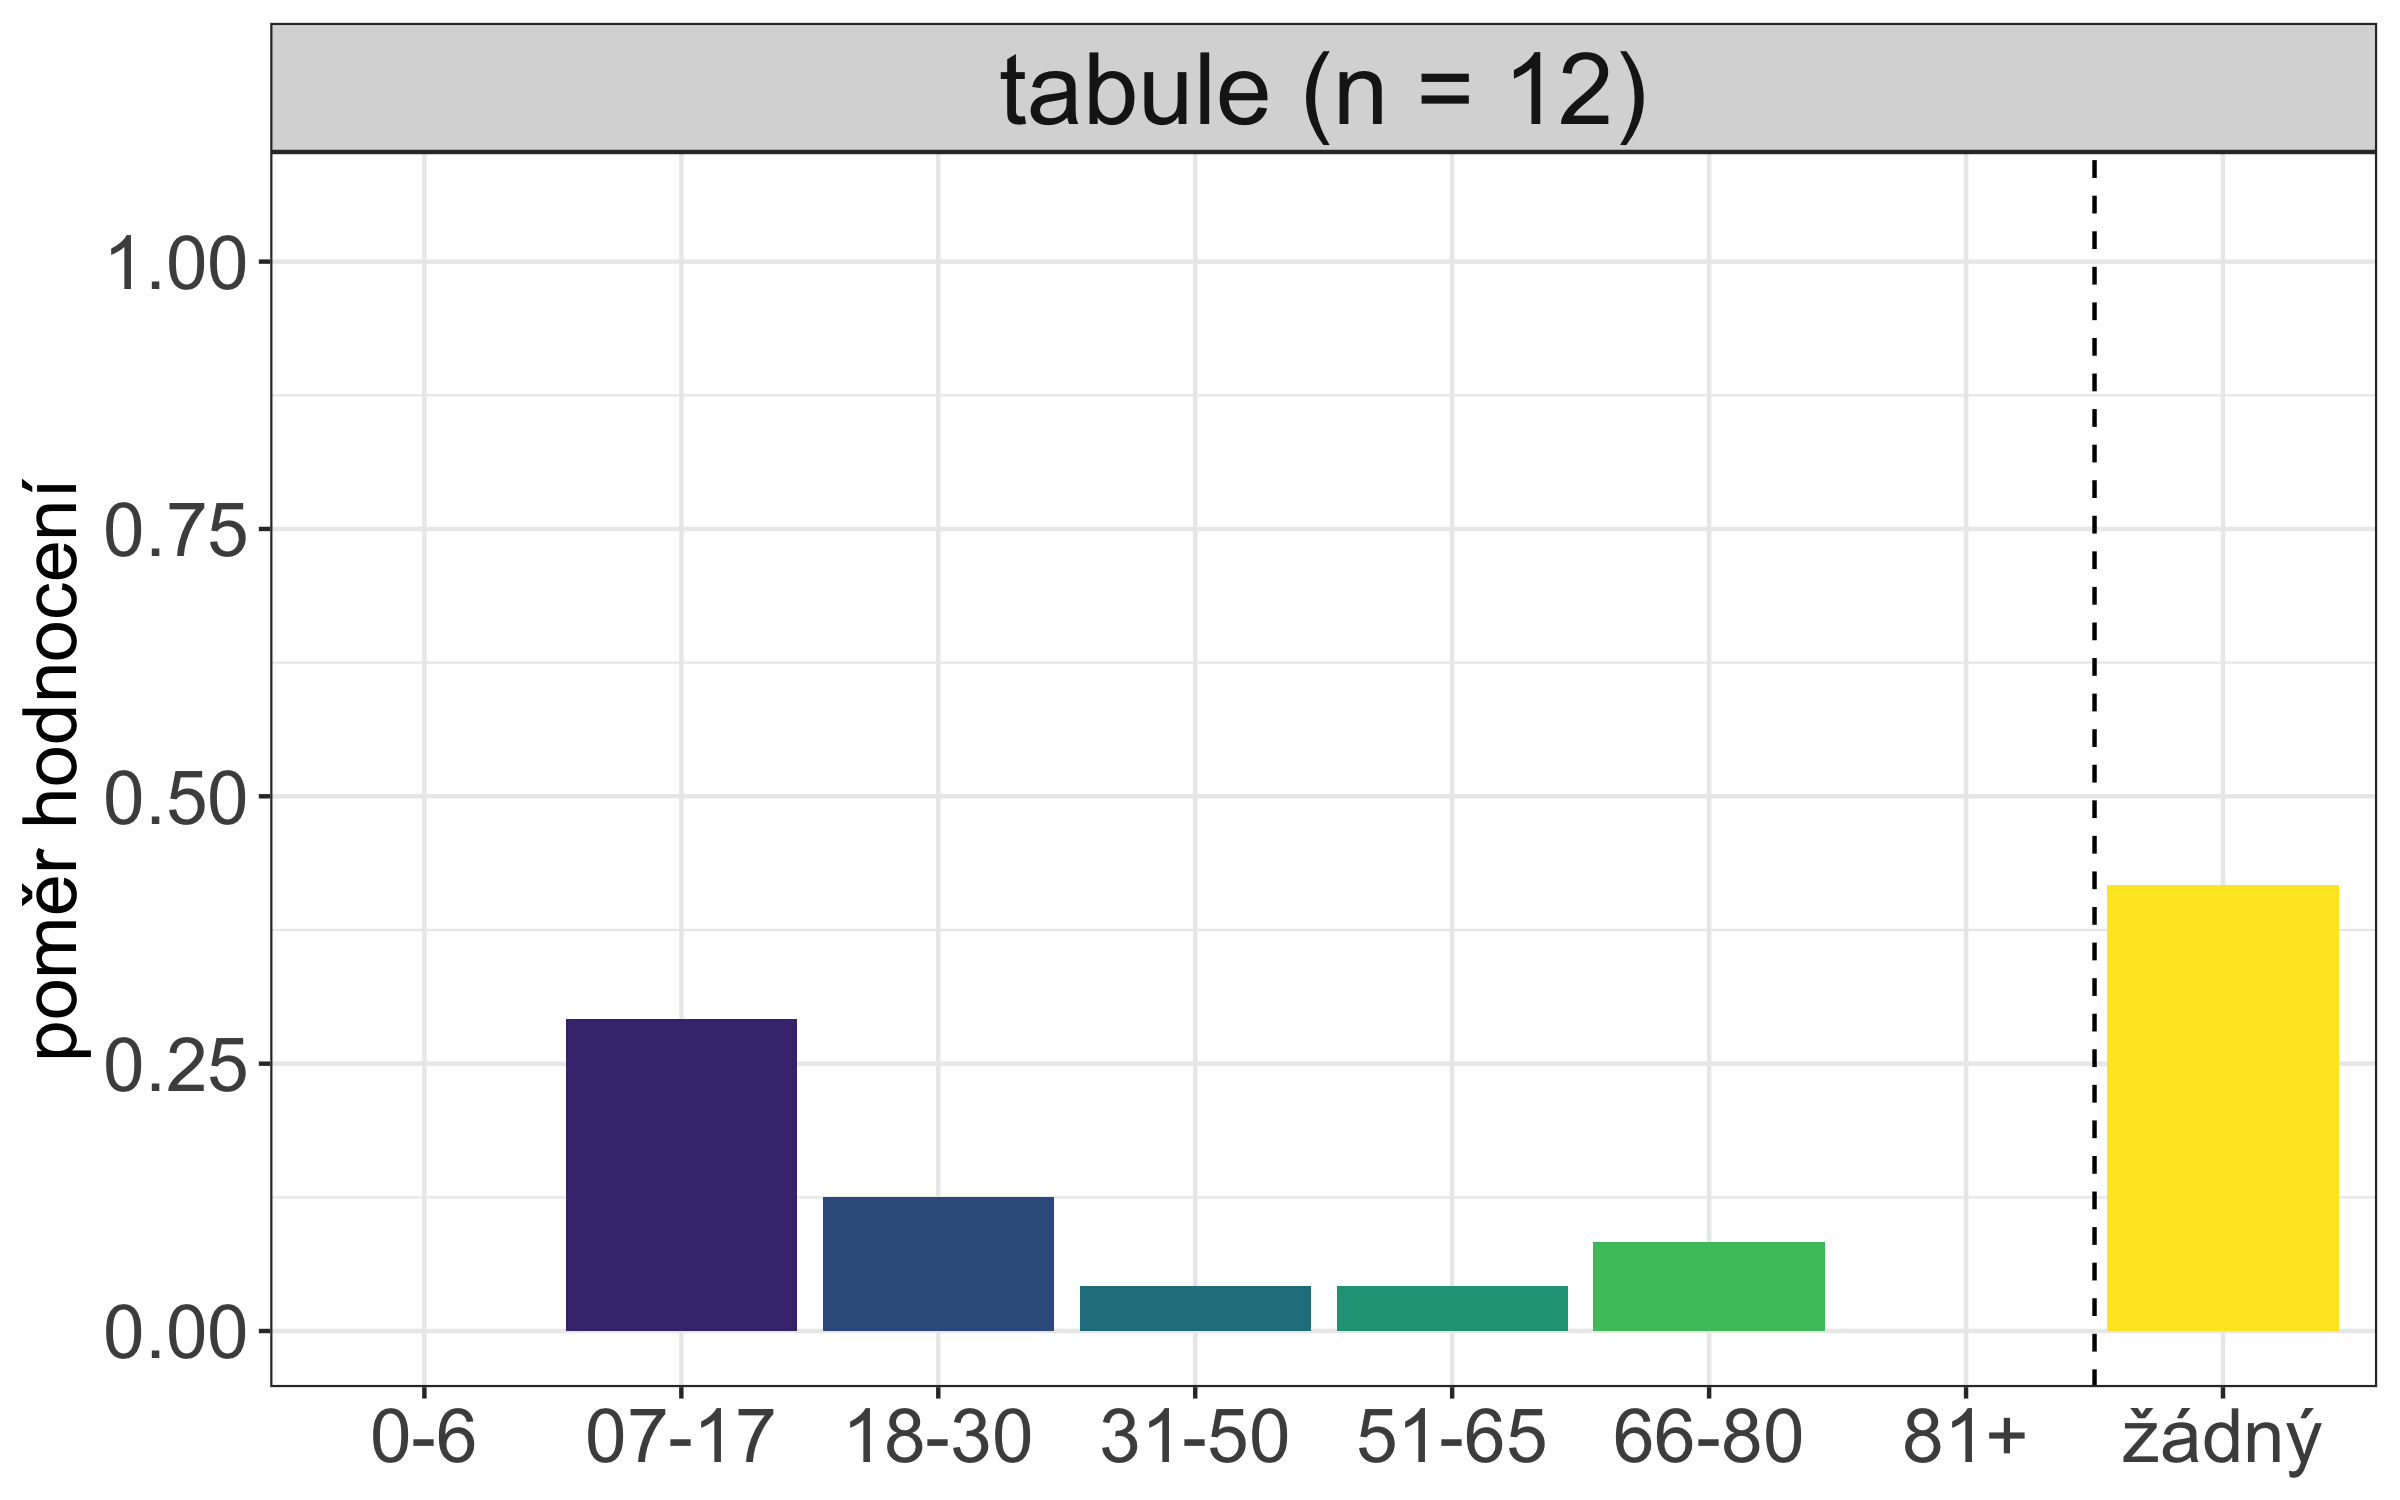 tabule (n = 12)
poměr hodnocení
1.00
0.75
0.50
0.25
0.00
0-6 07-17 18-30 31-50 51-65 66-80 81+ žádný